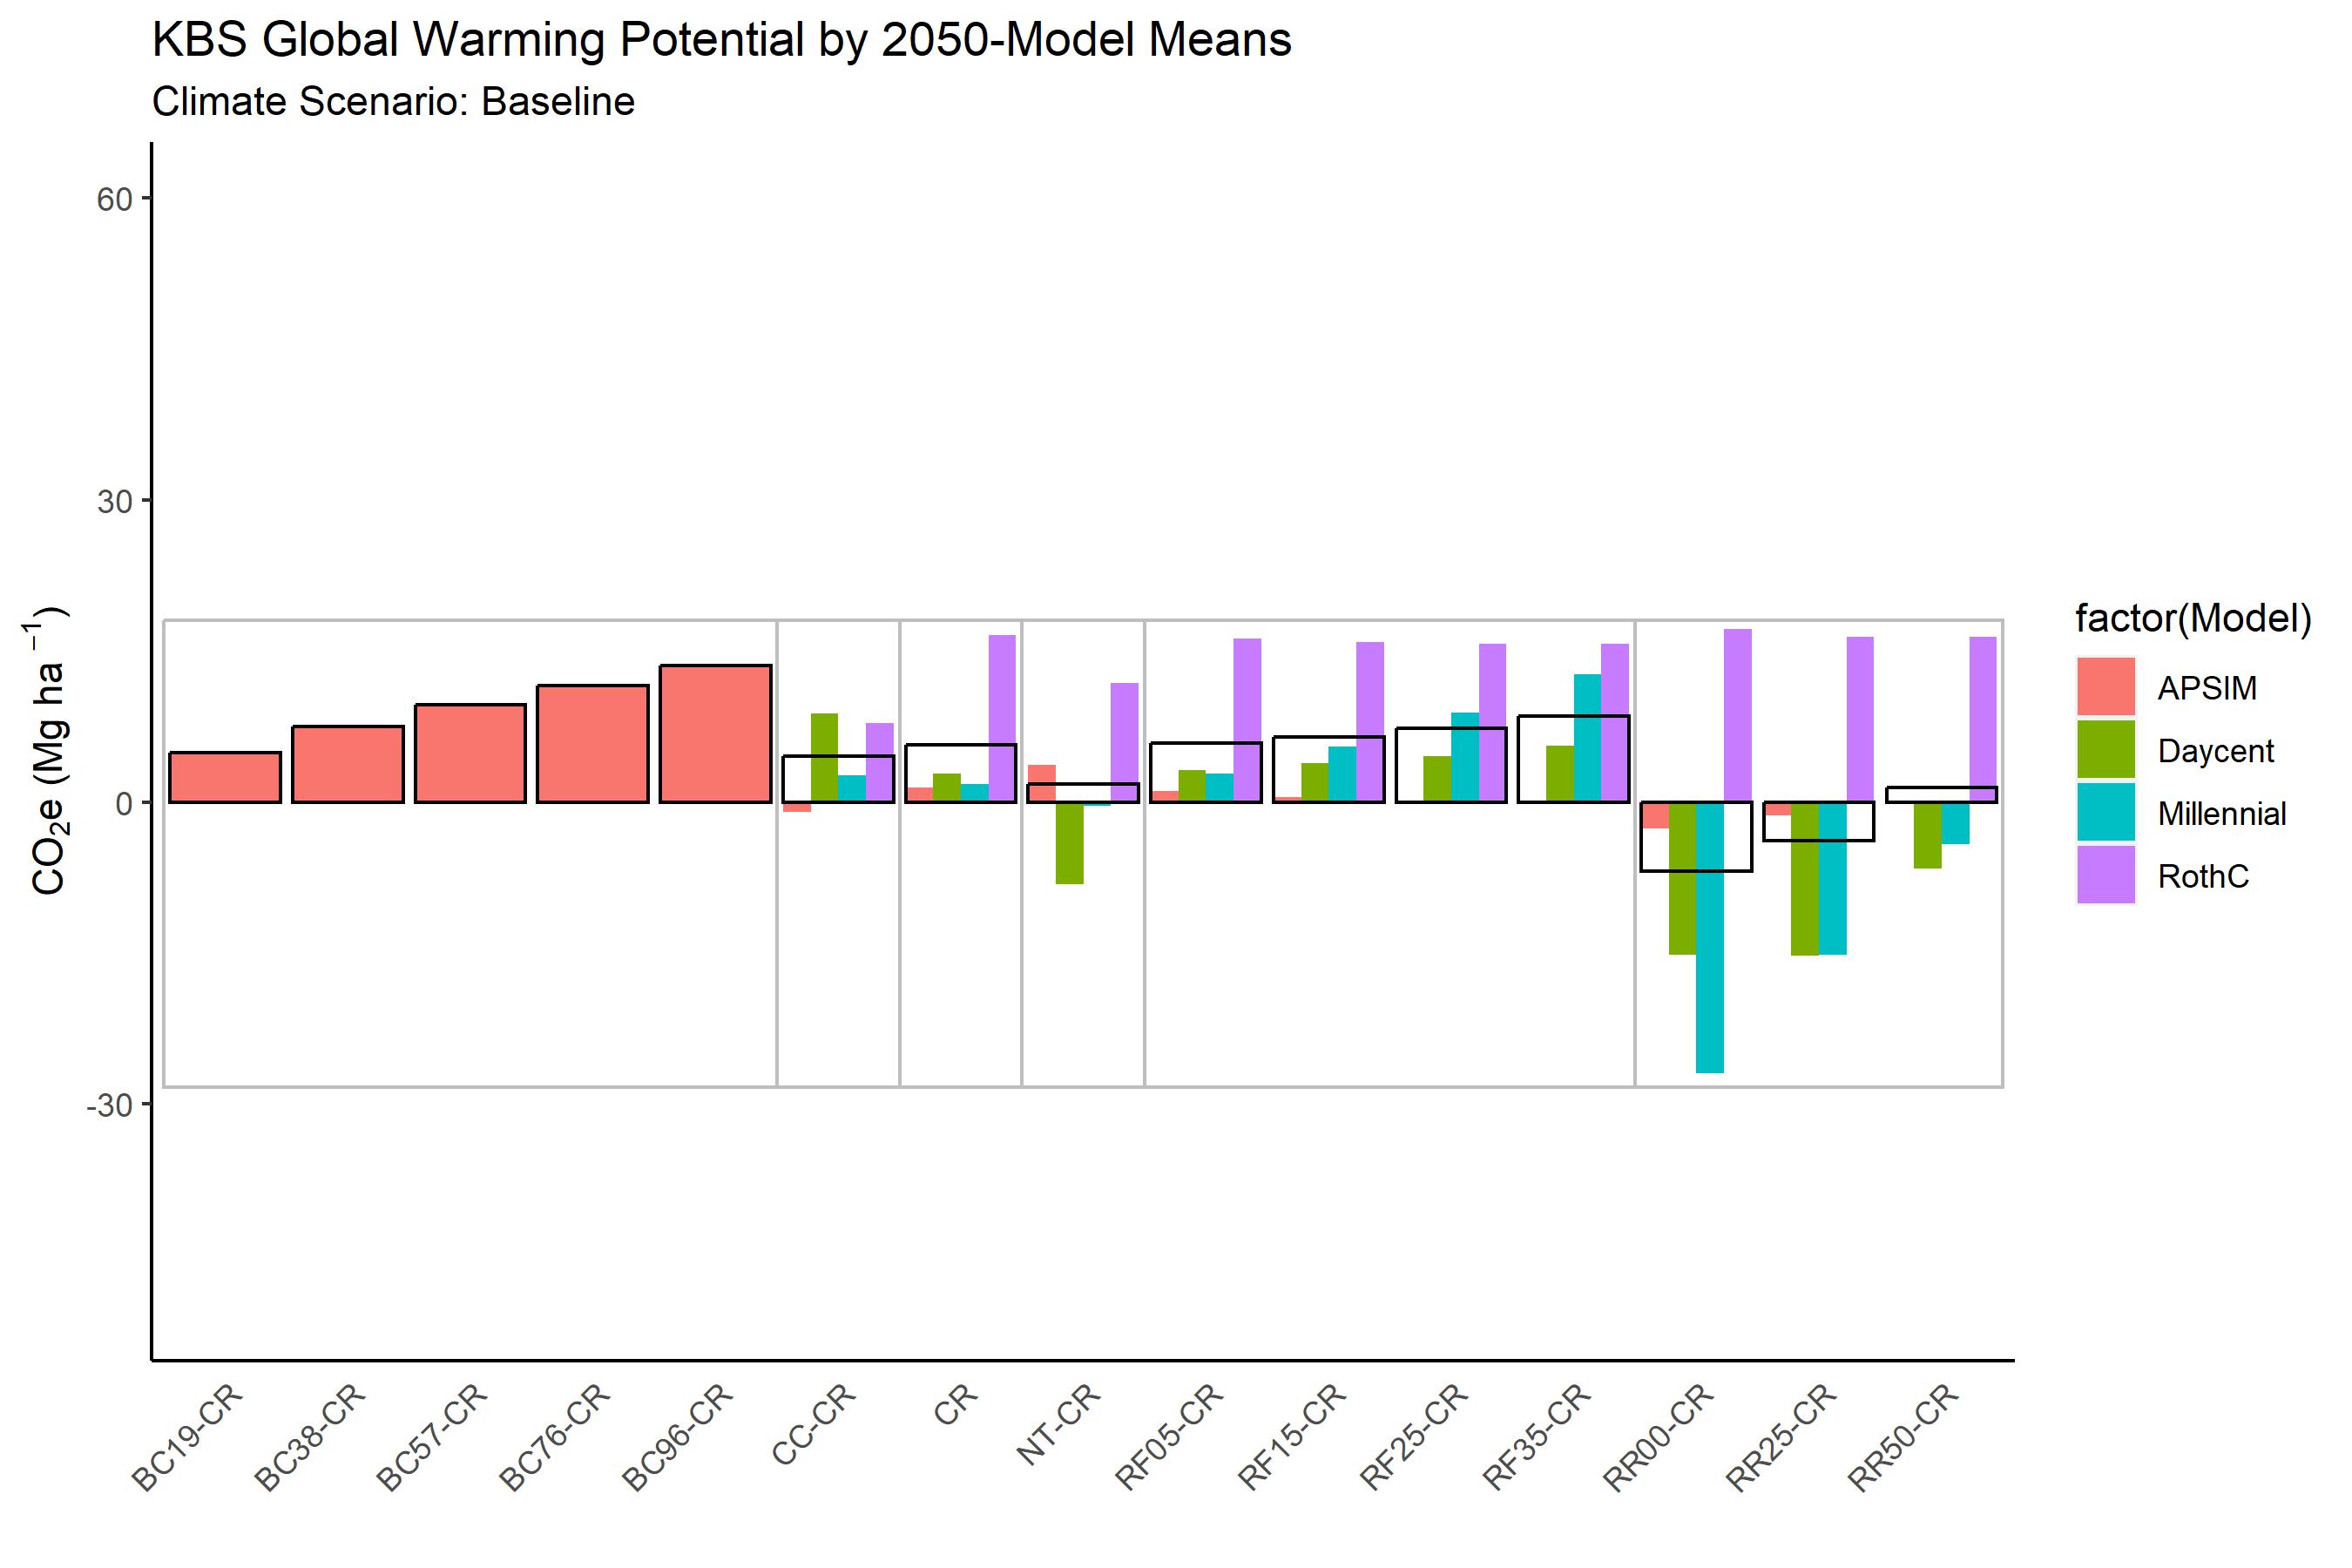 KBS Global Warming Potential by 2050-Model Means
Climate Scenario: Baseline
60
30
0
-30
CO₂e (Mg ha⁻¹)
BC19-CR
BC38-CR
BC57-CR
BC76-CR
BC96-CR
CC-CR
CR
NT-CR
RF05-CR
RF15-CR
RF25-CR
RF35-CR
RR00-CR
RR25-CR
RR50-CR
factor(Model)
APSIM
Daycent
Millennial
RothC